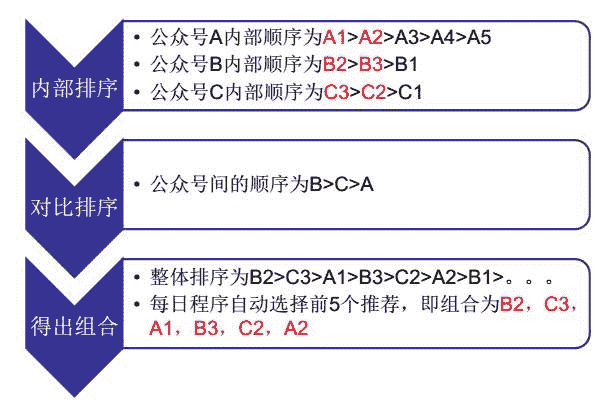 内部排序
• 公众号A内部顺序为A1>A2>A3>A4>A5
• 公众号B内部顺序为B2>B3>B1
• 公众号C内部顺序为C3>C2>C1
对比排序
• 公众号间的顺序为B>C>A
得出组合
• 整体排序为B2>C3>A1>B3>C2>A2>B1>。。。
• 每日程序自动选择前5个推荐，即组合为B2，C3，
A1，B3，C2，A2